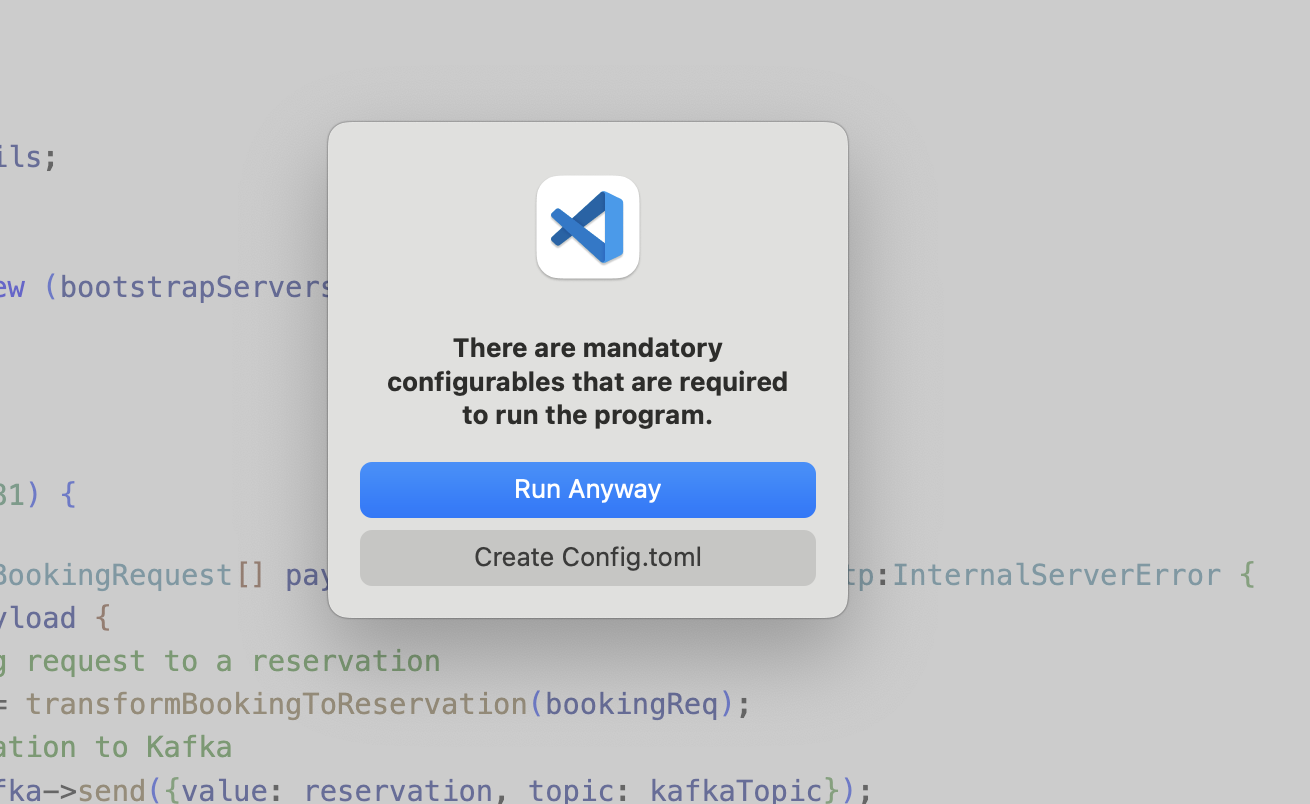 ils;
ew (bootstrapServers
There are mandatory
configurables that are required
to run the program.
Run Anyway
31) {
Create Config.toml
BookingRequest[] pay
tp:InternalServerError {
yload {
g request to a reservation
= transformBookingToReservation(bookingReq);
ation to Kafka
fka->send({value: reservation, topic: kafkaTopic});